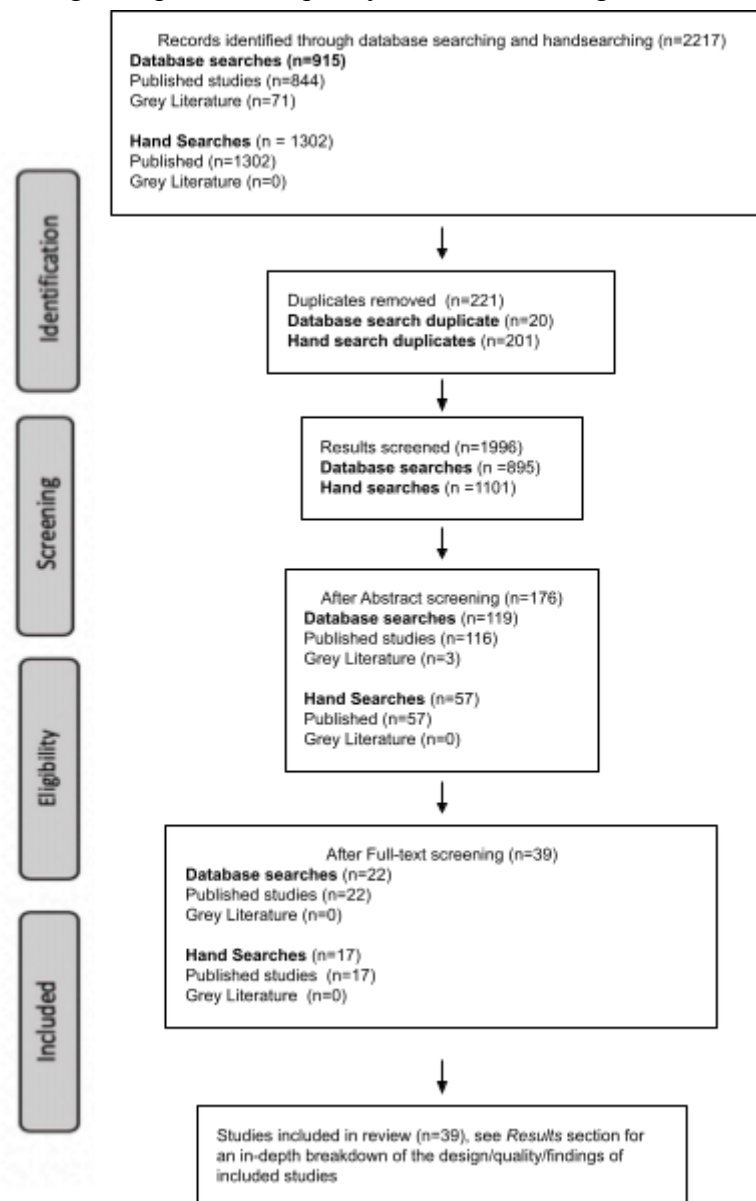 Records identified through database searching and handsearching (n=2217)
Database searches (n=915)
Published studies (n=844)
Grey Literature (n=71)
Hand Searches (n = 1302)
Published (n=1302)
Grey Literature (n=0)
Identification
Duplicates removed (n=221)
Database search duplicate (n=20)
Hand search duplicates (n=201)
Screening
Results screened (n=1996)
Database searches (n =895)
Hand searches (n =1101)
After Abstract screening (n=176)
Database searches (n=119)
Published studies (n=116)
Grey Literature (n=3)
Hand Searches (n=57)
Published (n=57)
Grey Literature (n=0)
Eligibility
After Full-text screening (n=39)
Database searches (n=22)
Published studies (n=22)
Grey Literature (n=0)
Hand Searches (n=17)
Published studies (n=17)
Grey Literature (n=0)
Included
Studies included in review (n=39), see Results section for
an in-depth breakdown of the design/quality/findings of
included studies